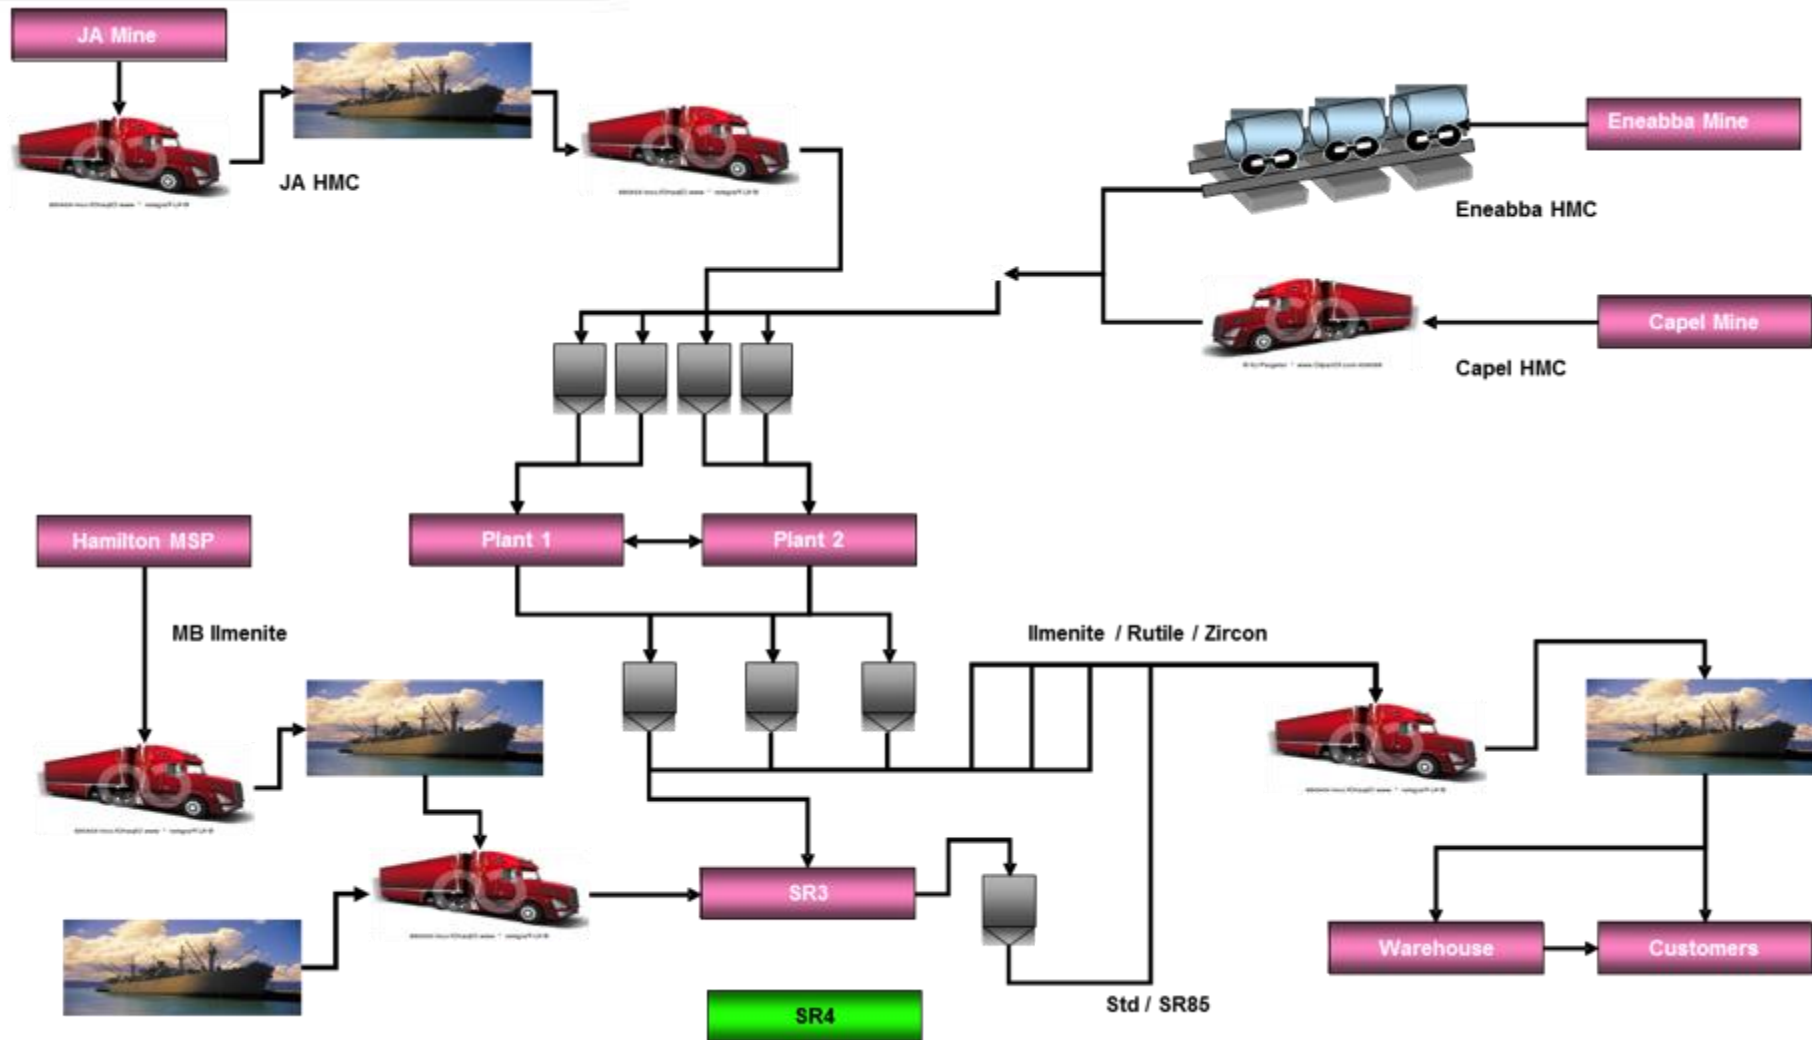 JA Mine
JA HMC
Eneabba Mine
Eneabba HMC
Capel Mine
Capel HMC
Hamilton MSP
Plant 1
Plant 2
MB Ilmenite
Ilmenite / Rutile / Zircon
SR3
Warehouse
Customers
Std / SR85
SR4